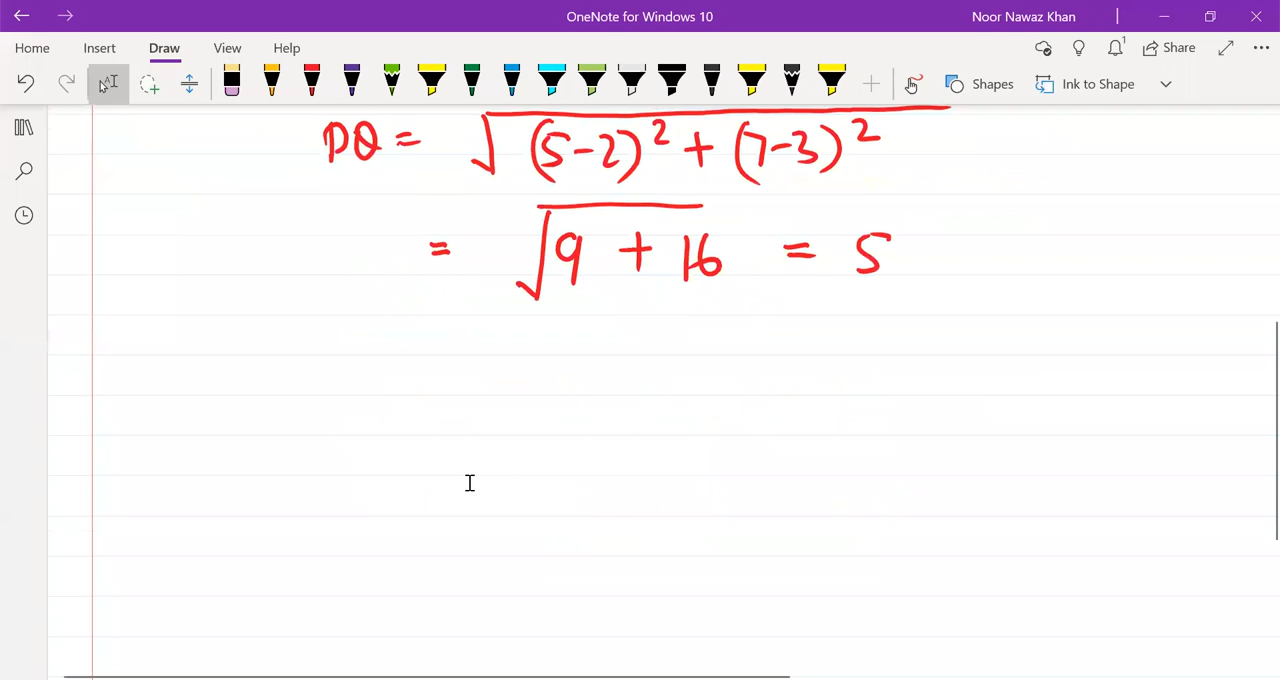 OneNote for Windows 10
Noor Nawaz Khan
Home Insert Draw View Help
1 Share
Shapes Ink to Shape
PQ = √(5-2)² + (7-3)²
= √9 + 16 = 5